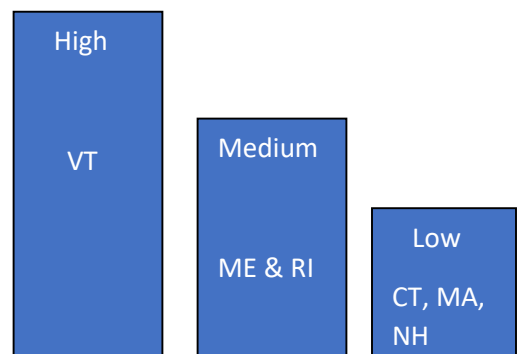 High
VT
Medium
ME & RI
Low
CT, MA,
NH